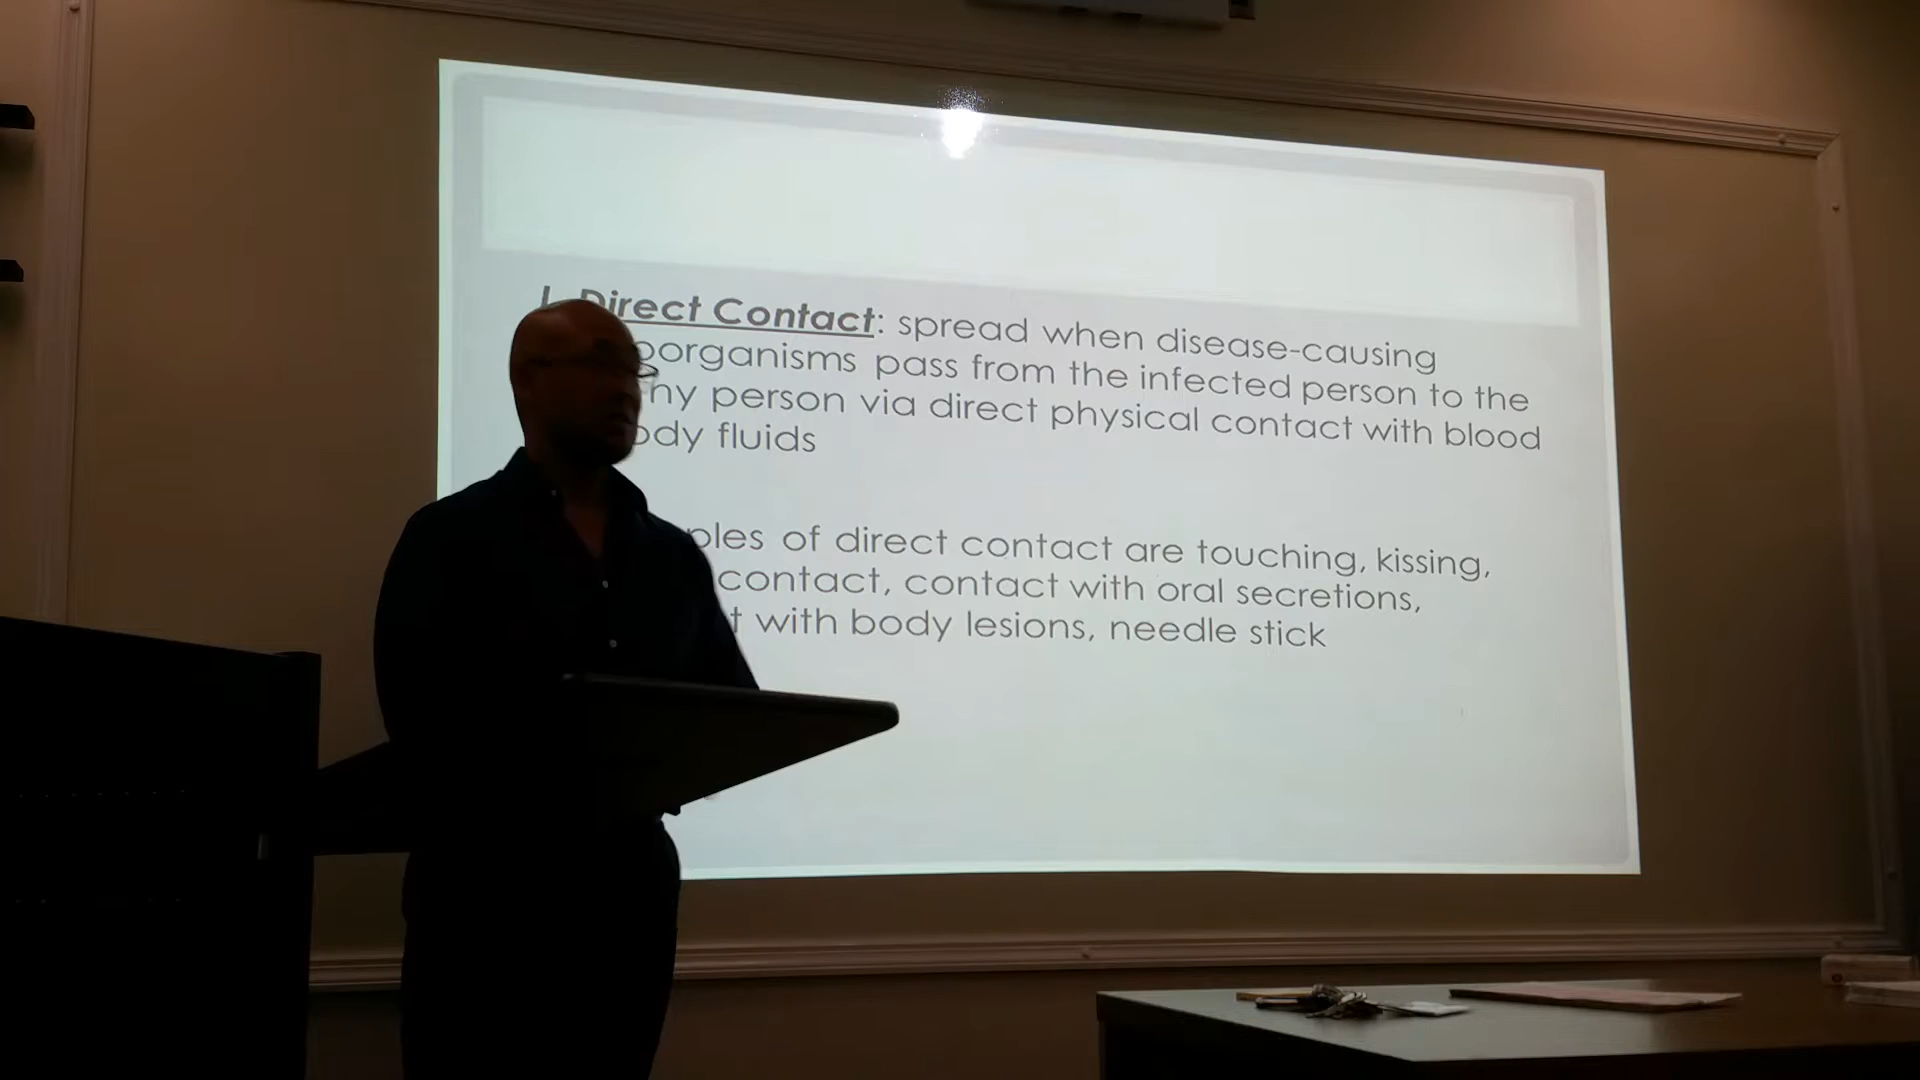 Direct Contact: spread when disease-causing
organisms pass from the infected person to the
person via direct physical contact with blood
fluids
of direct contact are touching, kissing,
contact, contact with oral secretions,
with body lesions, needle stick